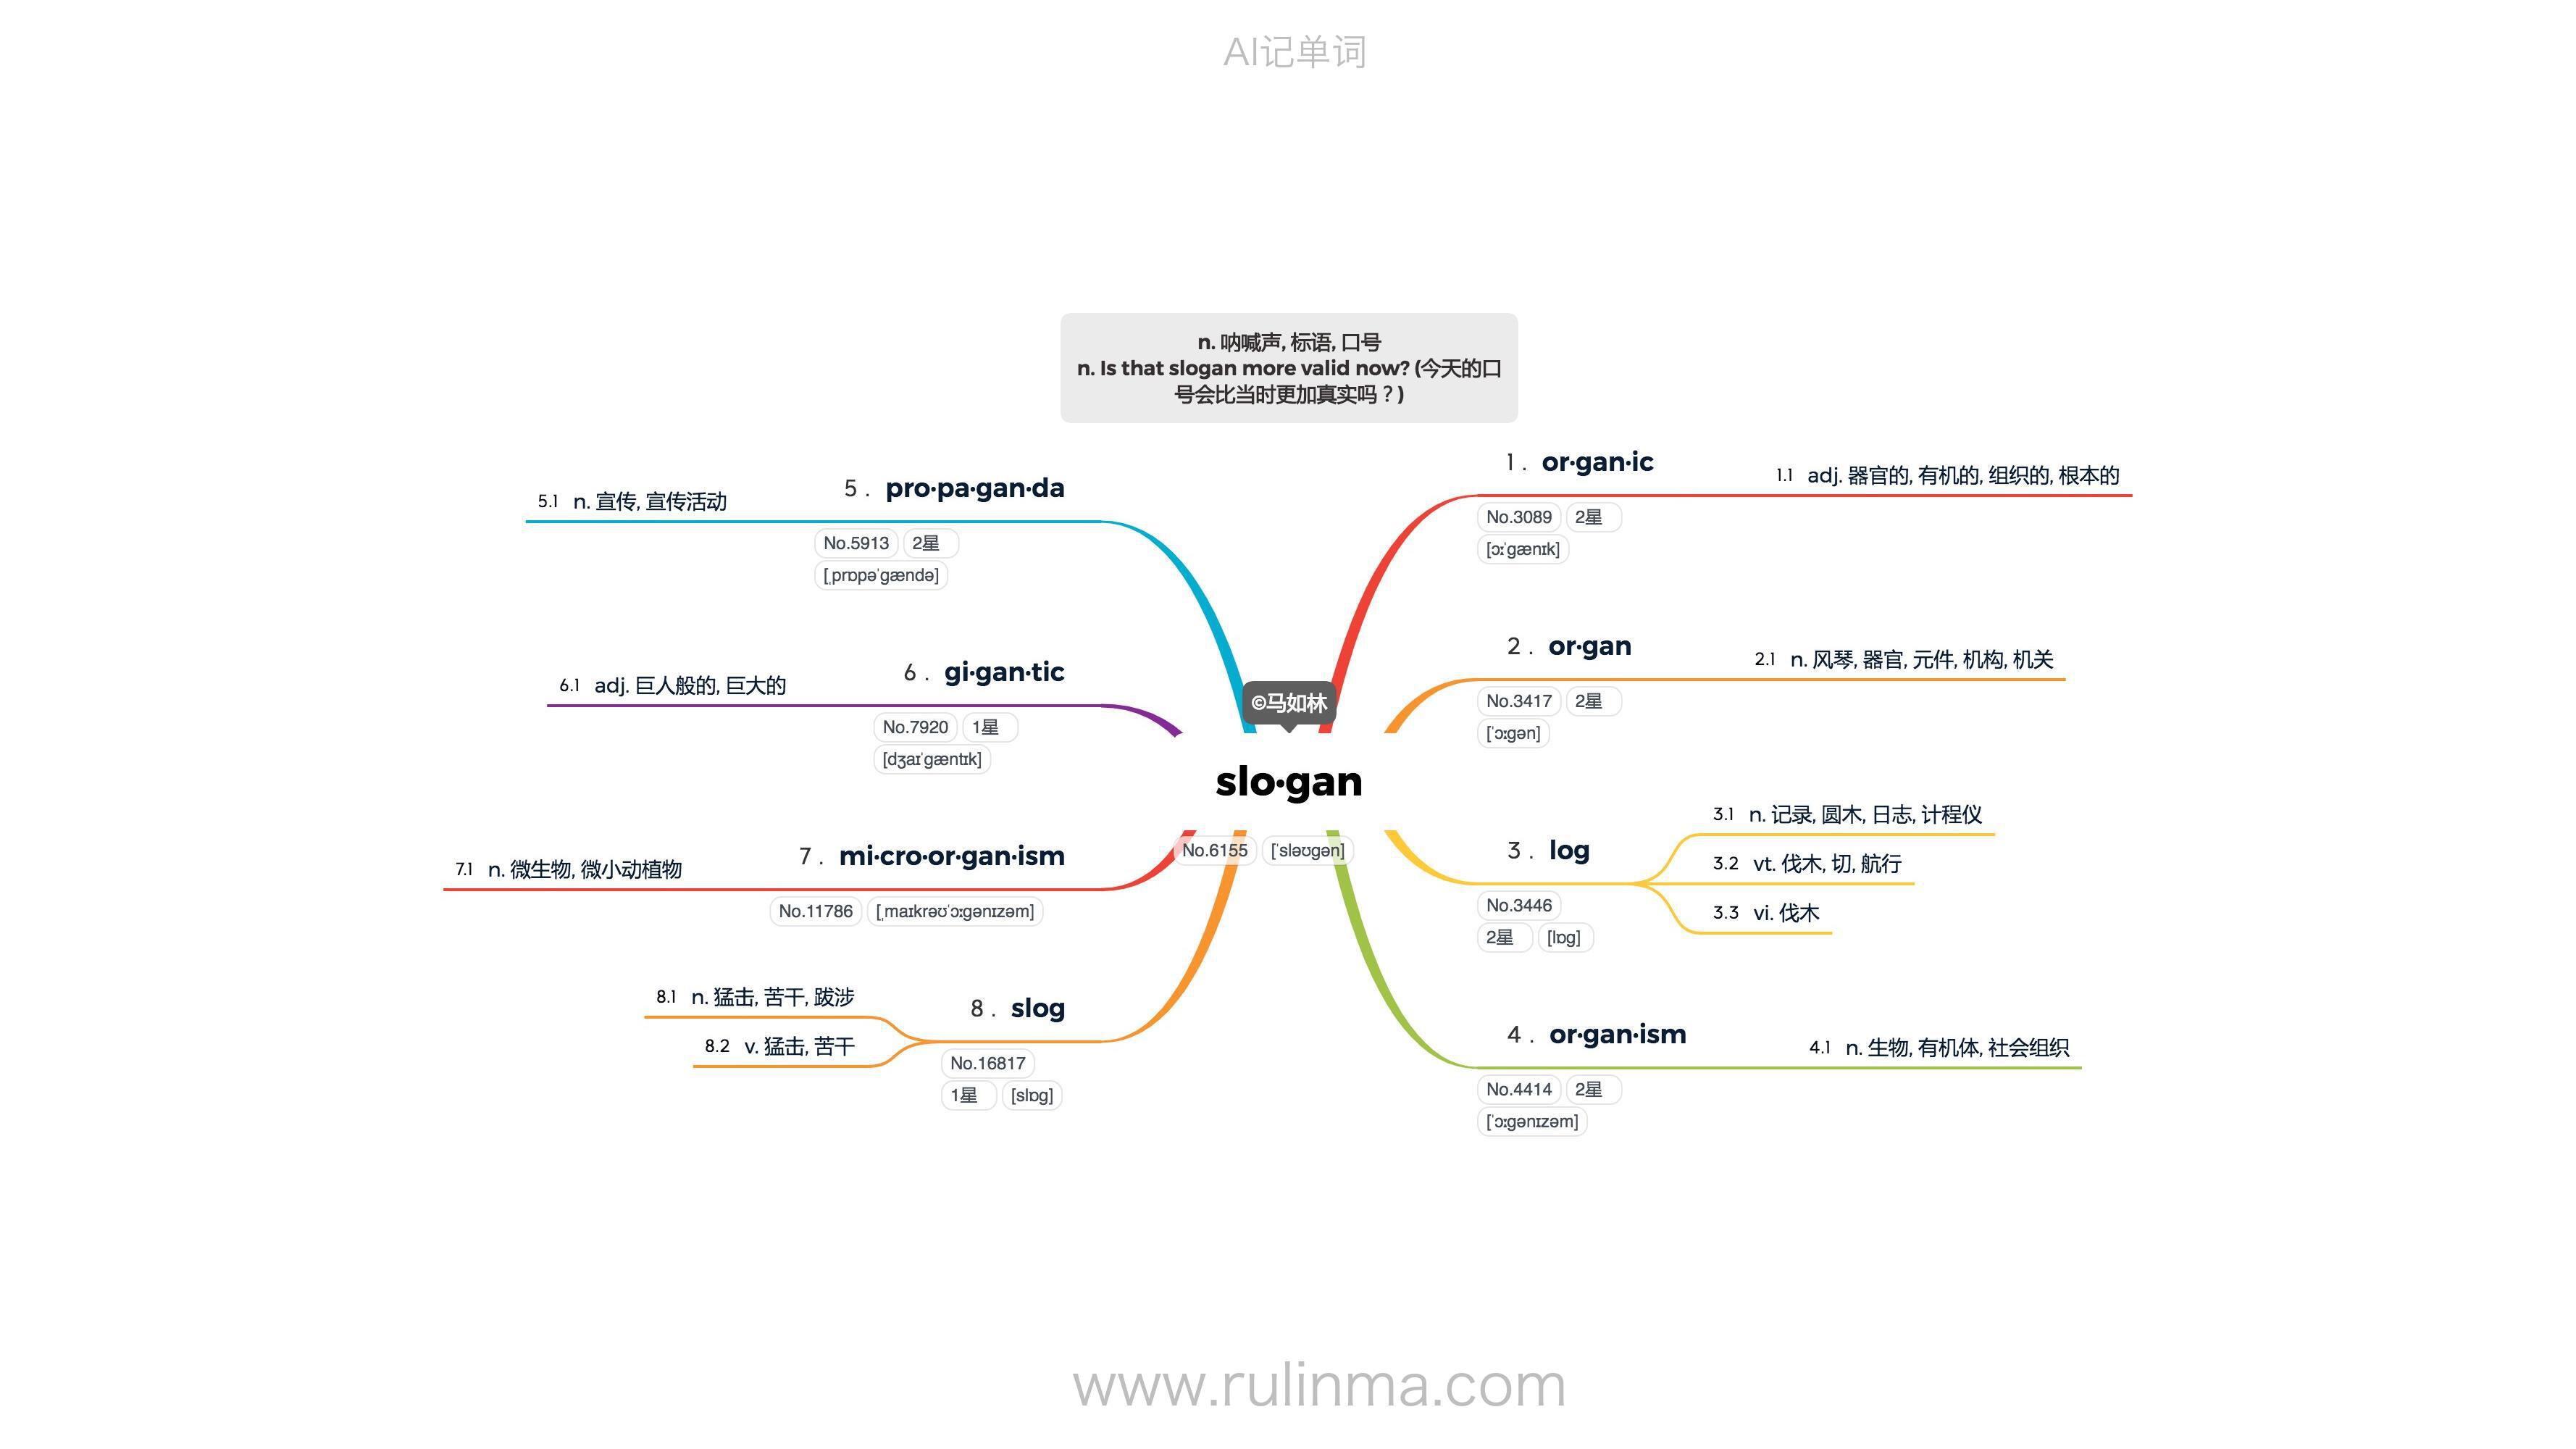 AI记单词
n. 呐喊声, 标语, 口号
n. Is that slogan more valid now? (今天的口
号会比当时更加真实吗？)
©马如林
slo·gan
No.6155 [ˈsləʊgən]
1 . or·gan·ic
No.3089 2星
[ɔːˈgænɪk]
1.1 adj. 器官的, 有机的, 组织的, 根本的
2 . or·gan
No.3417 2星
[ˈɔːgən]
2.1 n. 风琴, 器官, 元件, 机构, 机关
3 . log
No.3446
2星 [lɒg]
3.1 n. 记录, 圆木, 日志, 计程仪
3.2 vt. 伐木, 切, 航行
3.3 vi. 伐木
4 . or·gan·ism
No.4414 2星
[ˈɔːgənɪzəm]
4.1 n. 生物, 有机体, 社会组织
5 . pro·pa·gan·da
No.5913 2星
[ˌprɒpəˈgændə]
5.1 n. 宣传, 宣传活动
6 . gi·gan·tic
No.7920 1星
[dʒaɪˈgæntɪk]
6.1 adj. 巨人般的, 巨大的
7 . mi·cro·or·gan·ism
No.11786 [ˌmaɪkrəʊˈɔːgənɪzəm]
7.1 n. 微生物, 微小动植物
8 . slog
No.16817
1星 [slɒg]
8.1 n. 猛击, 苦干, 跋涉
8.2 v. 猛击, 苦干
www.rulinma.com